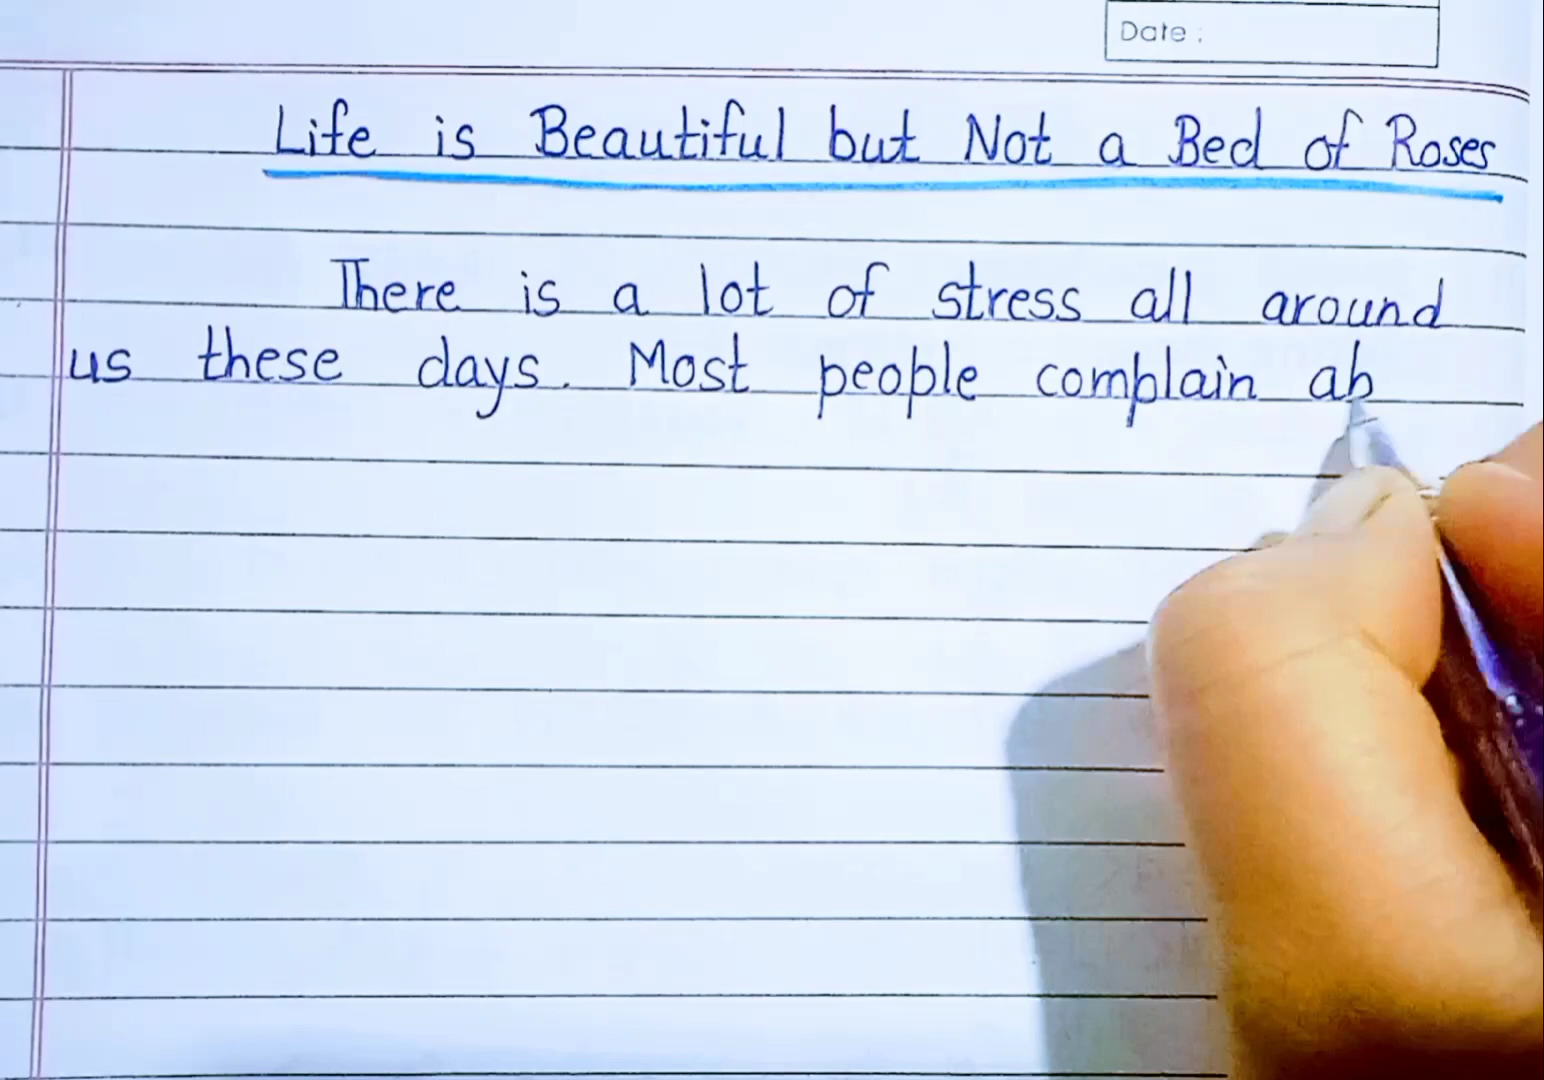 Date :
Life is Beautiful but Not a Bed of Roses
There is a lot of stress all around
us these days. Most people complain ab